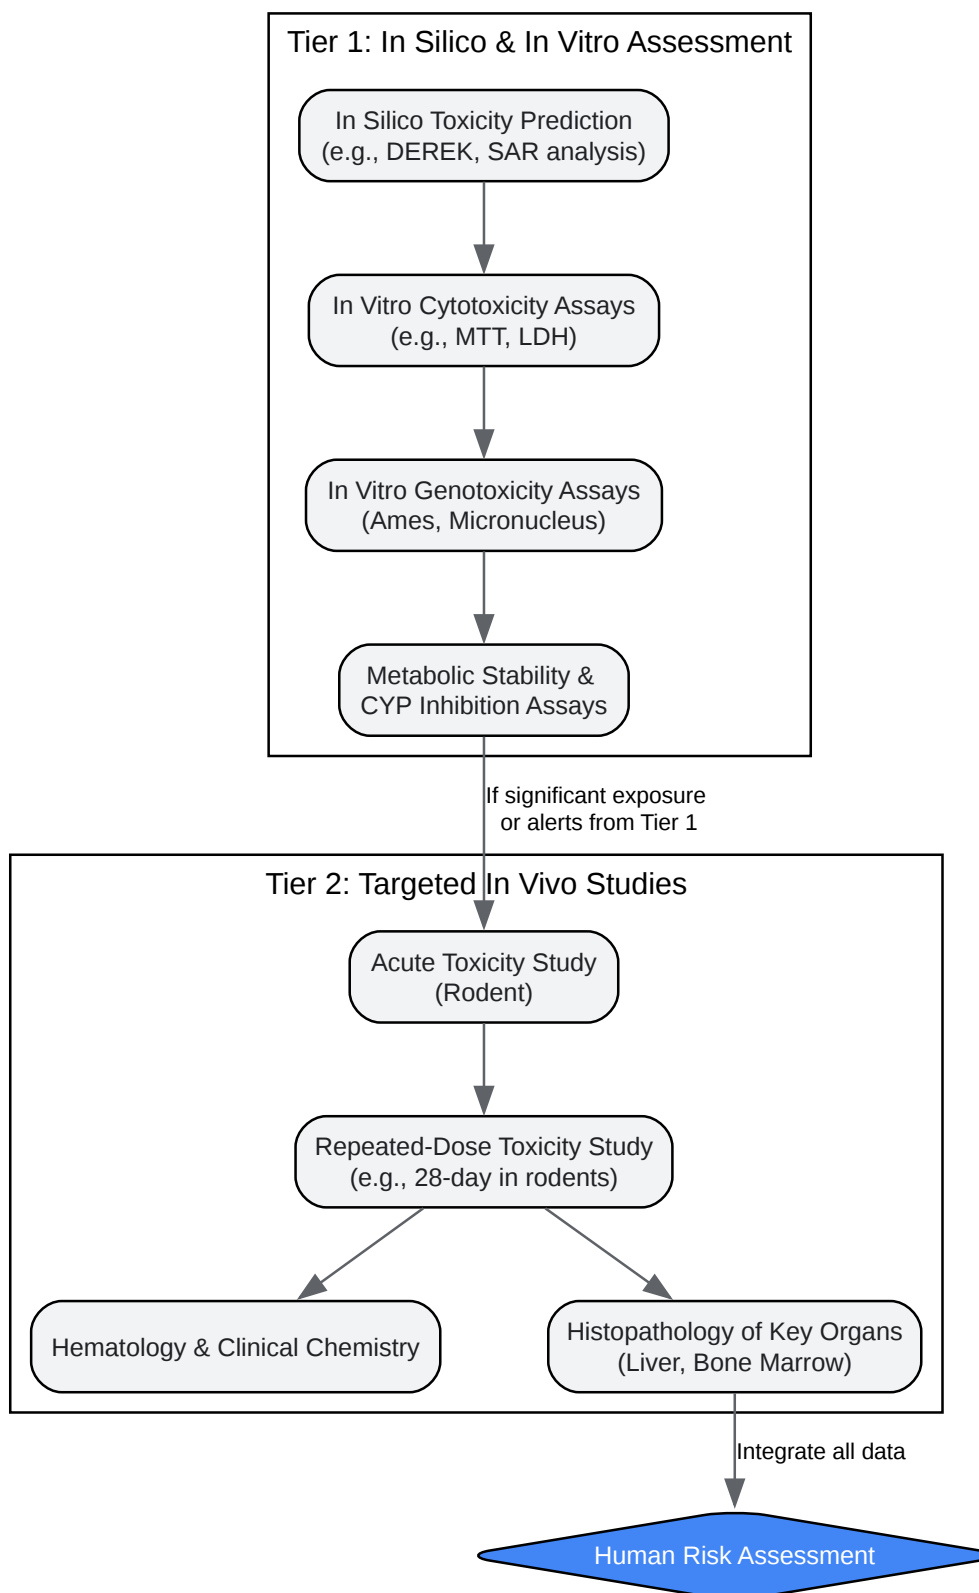 Tier 1: In Silico & In Vitro Assessment
In Silico Toxicity Prediction
(e.g., DEREK, SAR analysis)
In Vitro Cytotoxicity Assays
(e.g., MTT, LDH)
In Vitro Genotoxicity Assays
(Ames, Micronucleus)
Metabolic Stability &
CYP Inhibition Assays
If significant exposure
or alerts from Tier 1
Tier 2: Targeted In Vivo Studies
Acute Toxicity Study
(Rodent)
Repeated-Dose Toxicity Study
(e.g., 28-day in rodents)
Hematology & Clinical Chemistry
Histopathology of Key Organs
(Liver, Bone Marrow)
Integrate all data
Human Risk Assessment